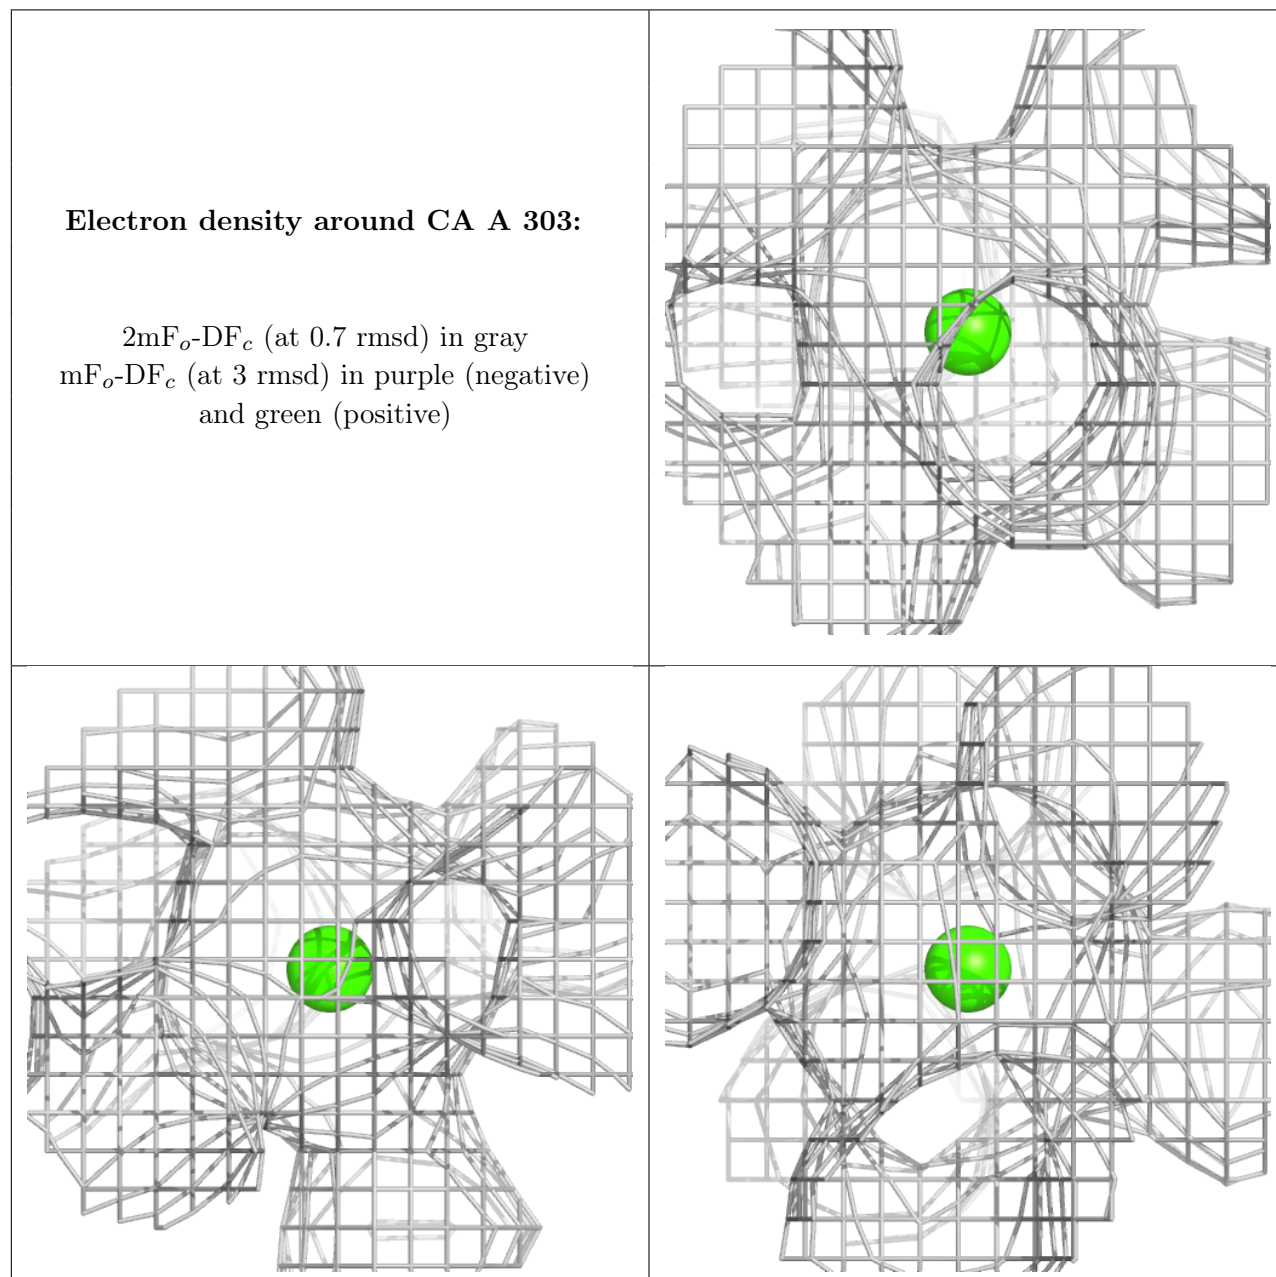 Electron density around CA A 303:
2mFo-DFc (at 0.7 rmsd) in gray
mFo-DFc (at 3 rmsd) in purple (negative)
and green (positive)